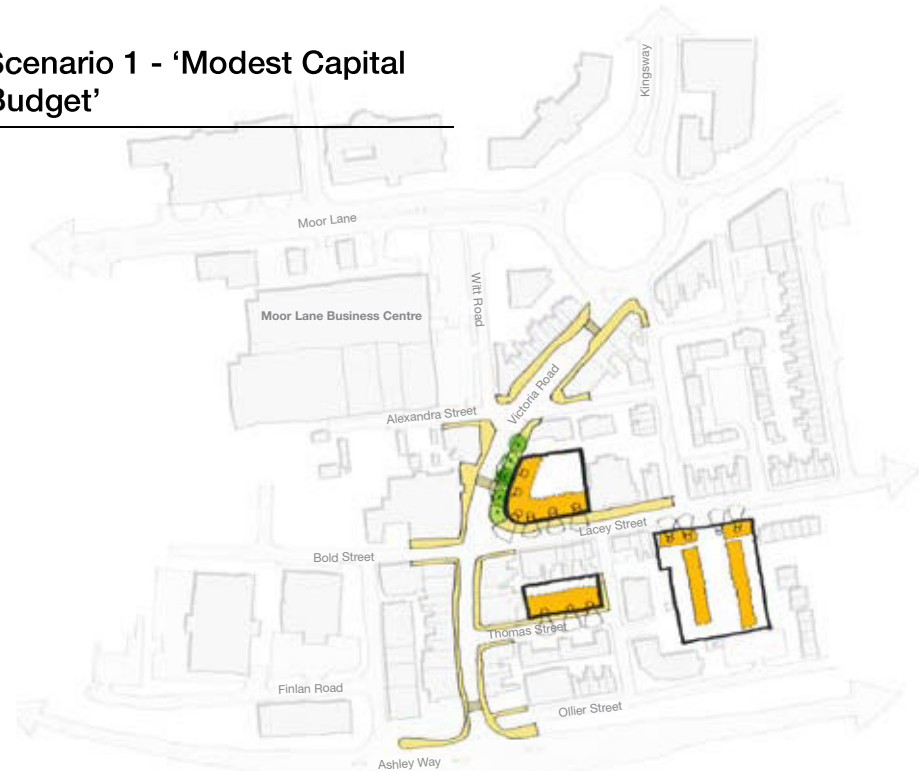 Scenario 1 - ‘Modest Capital
Budget’
Kingsway
Moor Lane
Witt Road
Moor Lane Business Centre
Victoria Road
Alexandra Street
Lacey Street
Bold Street
Thomas Street
Finlan Road
Ollier Street
Ashley Way